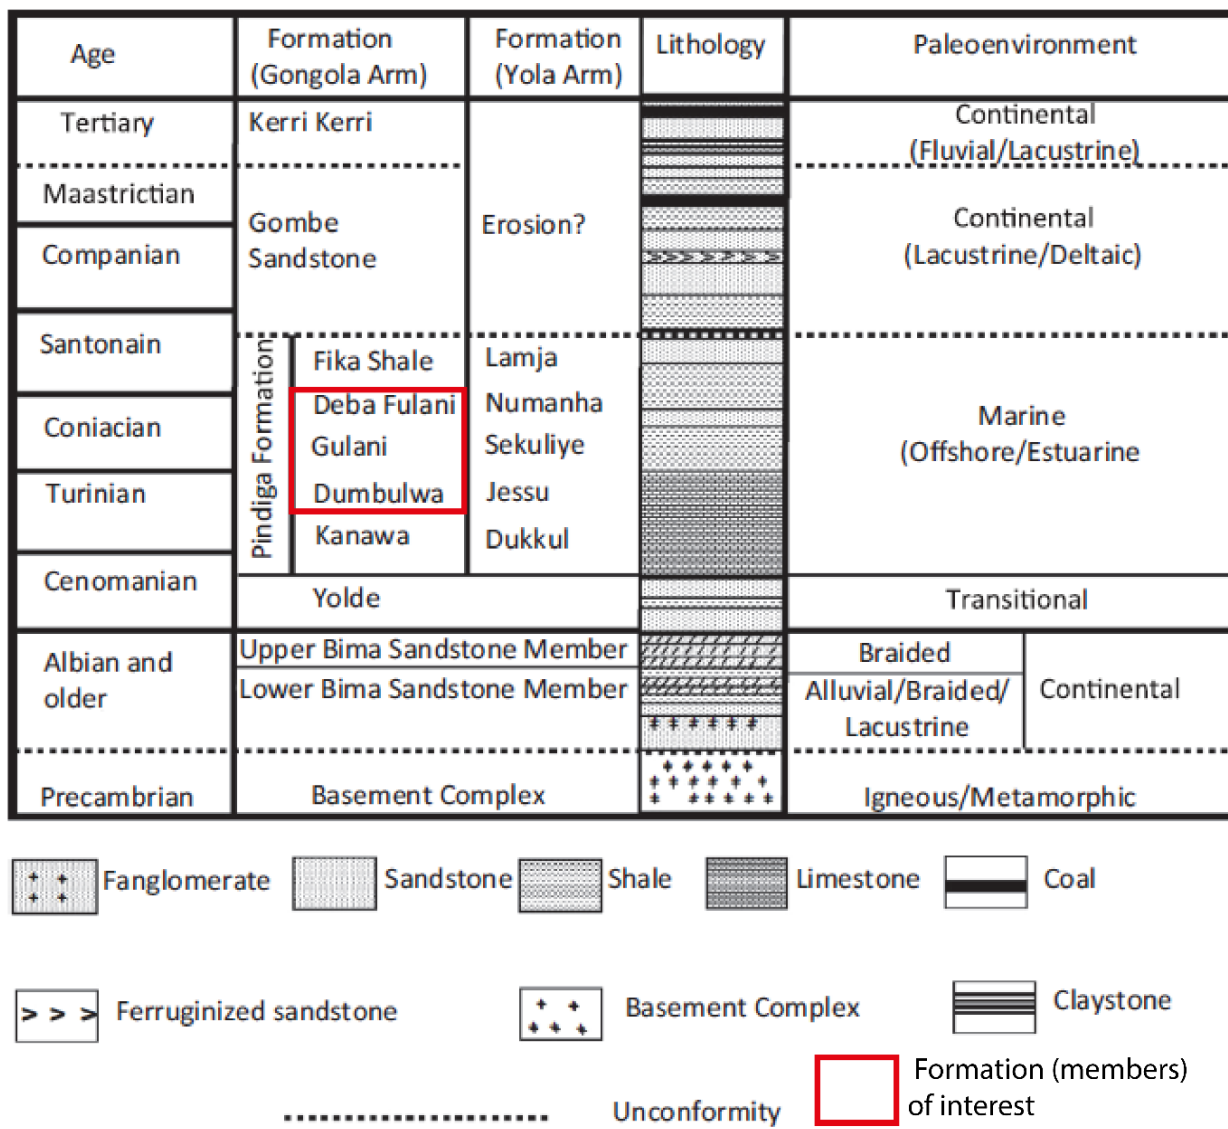 Age
Formation
(Gongola Arm)
Formation
(Yola Arm)
Lithology
Paleoenvironment
Tertiary
Kerri Kerri
Continental
(Fluvial/Lacustrine)
Maastrictian
Gombe
Sandstone
Erosion?
Continental
(Lacustrine/Deltaic)
Companian
Santonain
Pindiga Formation
Fika Shale
Lamja
Deba Fulani
Numanha
Marine
(Offshore/Estuarine
Coniacian
Gulani
Sekuliye
Turinian
Dumbulwa
Jessu
Kanawa
Dukkul
Cenomanian
Yolde
Transitional
Albian and
older
Upper Bima Sandstone Member
Braided
Lower Bima Sandstone Member
Alluvial/Braided/
Lacustrine
Continental
Precambrian
Basement Complex
Igneous/Metamorphic
Fanglomerate
Sandstone
Shale
Limestone
Coal
Ferruginized sandstone
Basement Complex
Claystone
Unconformity
Formation (members)
of interest